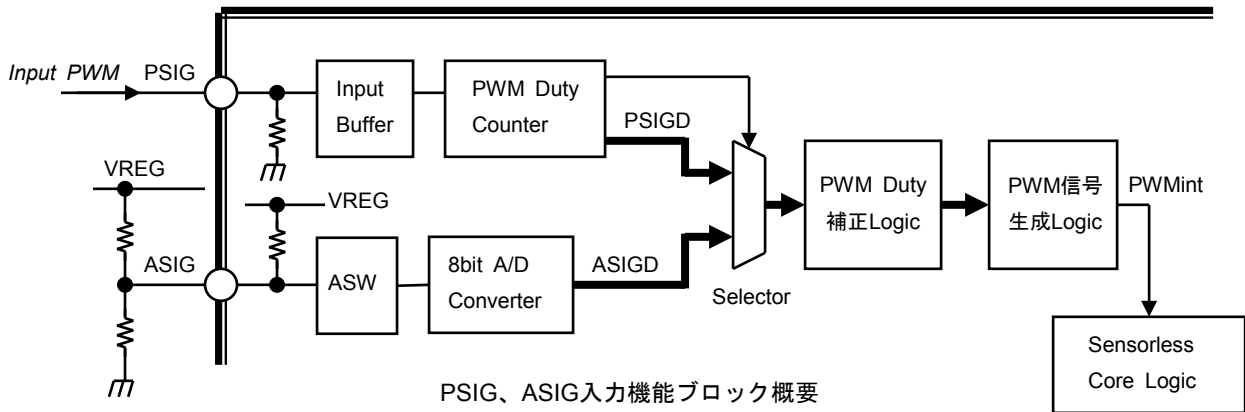 Input PWM
PSIG
Input
Buffer
PWM Duty
Counter
PSIGD
VREG
VREG
ASIG
ASW
8bit A/D
Converter
ASIGD
Selector
PWM Duty
補正Logic
PWM信号
生成Logic
PWMint
Sensorless
Core Logic
PSIG、ASIG入力機能ブロック概要